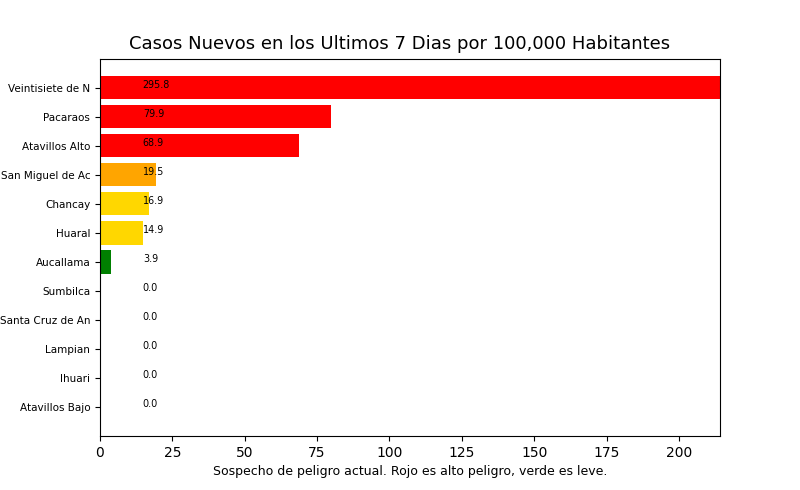 Casos Nuevos en los Ultimos 7 Dias por 100,000 Habitantes
Veintisiete de N 295.8
Pacaraos 79.9
Atavillos Alto 68.9
San Miguel de Ac 19.5
Chancay 16.9
Huaral 14.9
Aucallama 3.9
Sumbilca 0.0
Santa Cruz de An 0.0
Lampian 0.0
Ihuari 0.0
Atavillos Bajo 0.0
0 25 50 75 100 125 150 175 200
Sospecho de peligro actual. Rojo es alto peligro, verde es leve.